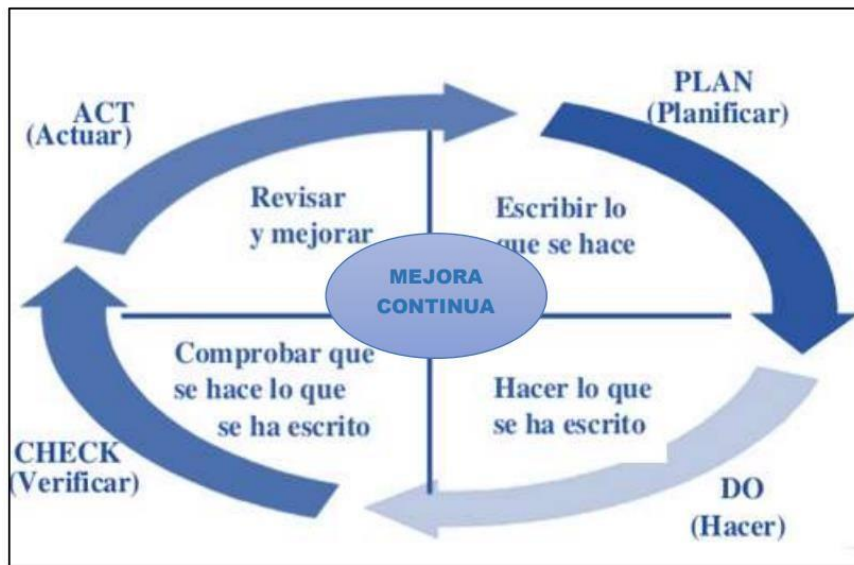 ACT
(Actuar)
PLAN
(Planificar)
Revisar
y mejorar
Escribir lo
que se hace
MEJORA
CONTINUA
Comprobar que
se hace lo que
se ha escrito
Hacer lo que
se ha escrito
CHECK
(Verificar)
DO
(Hacer)